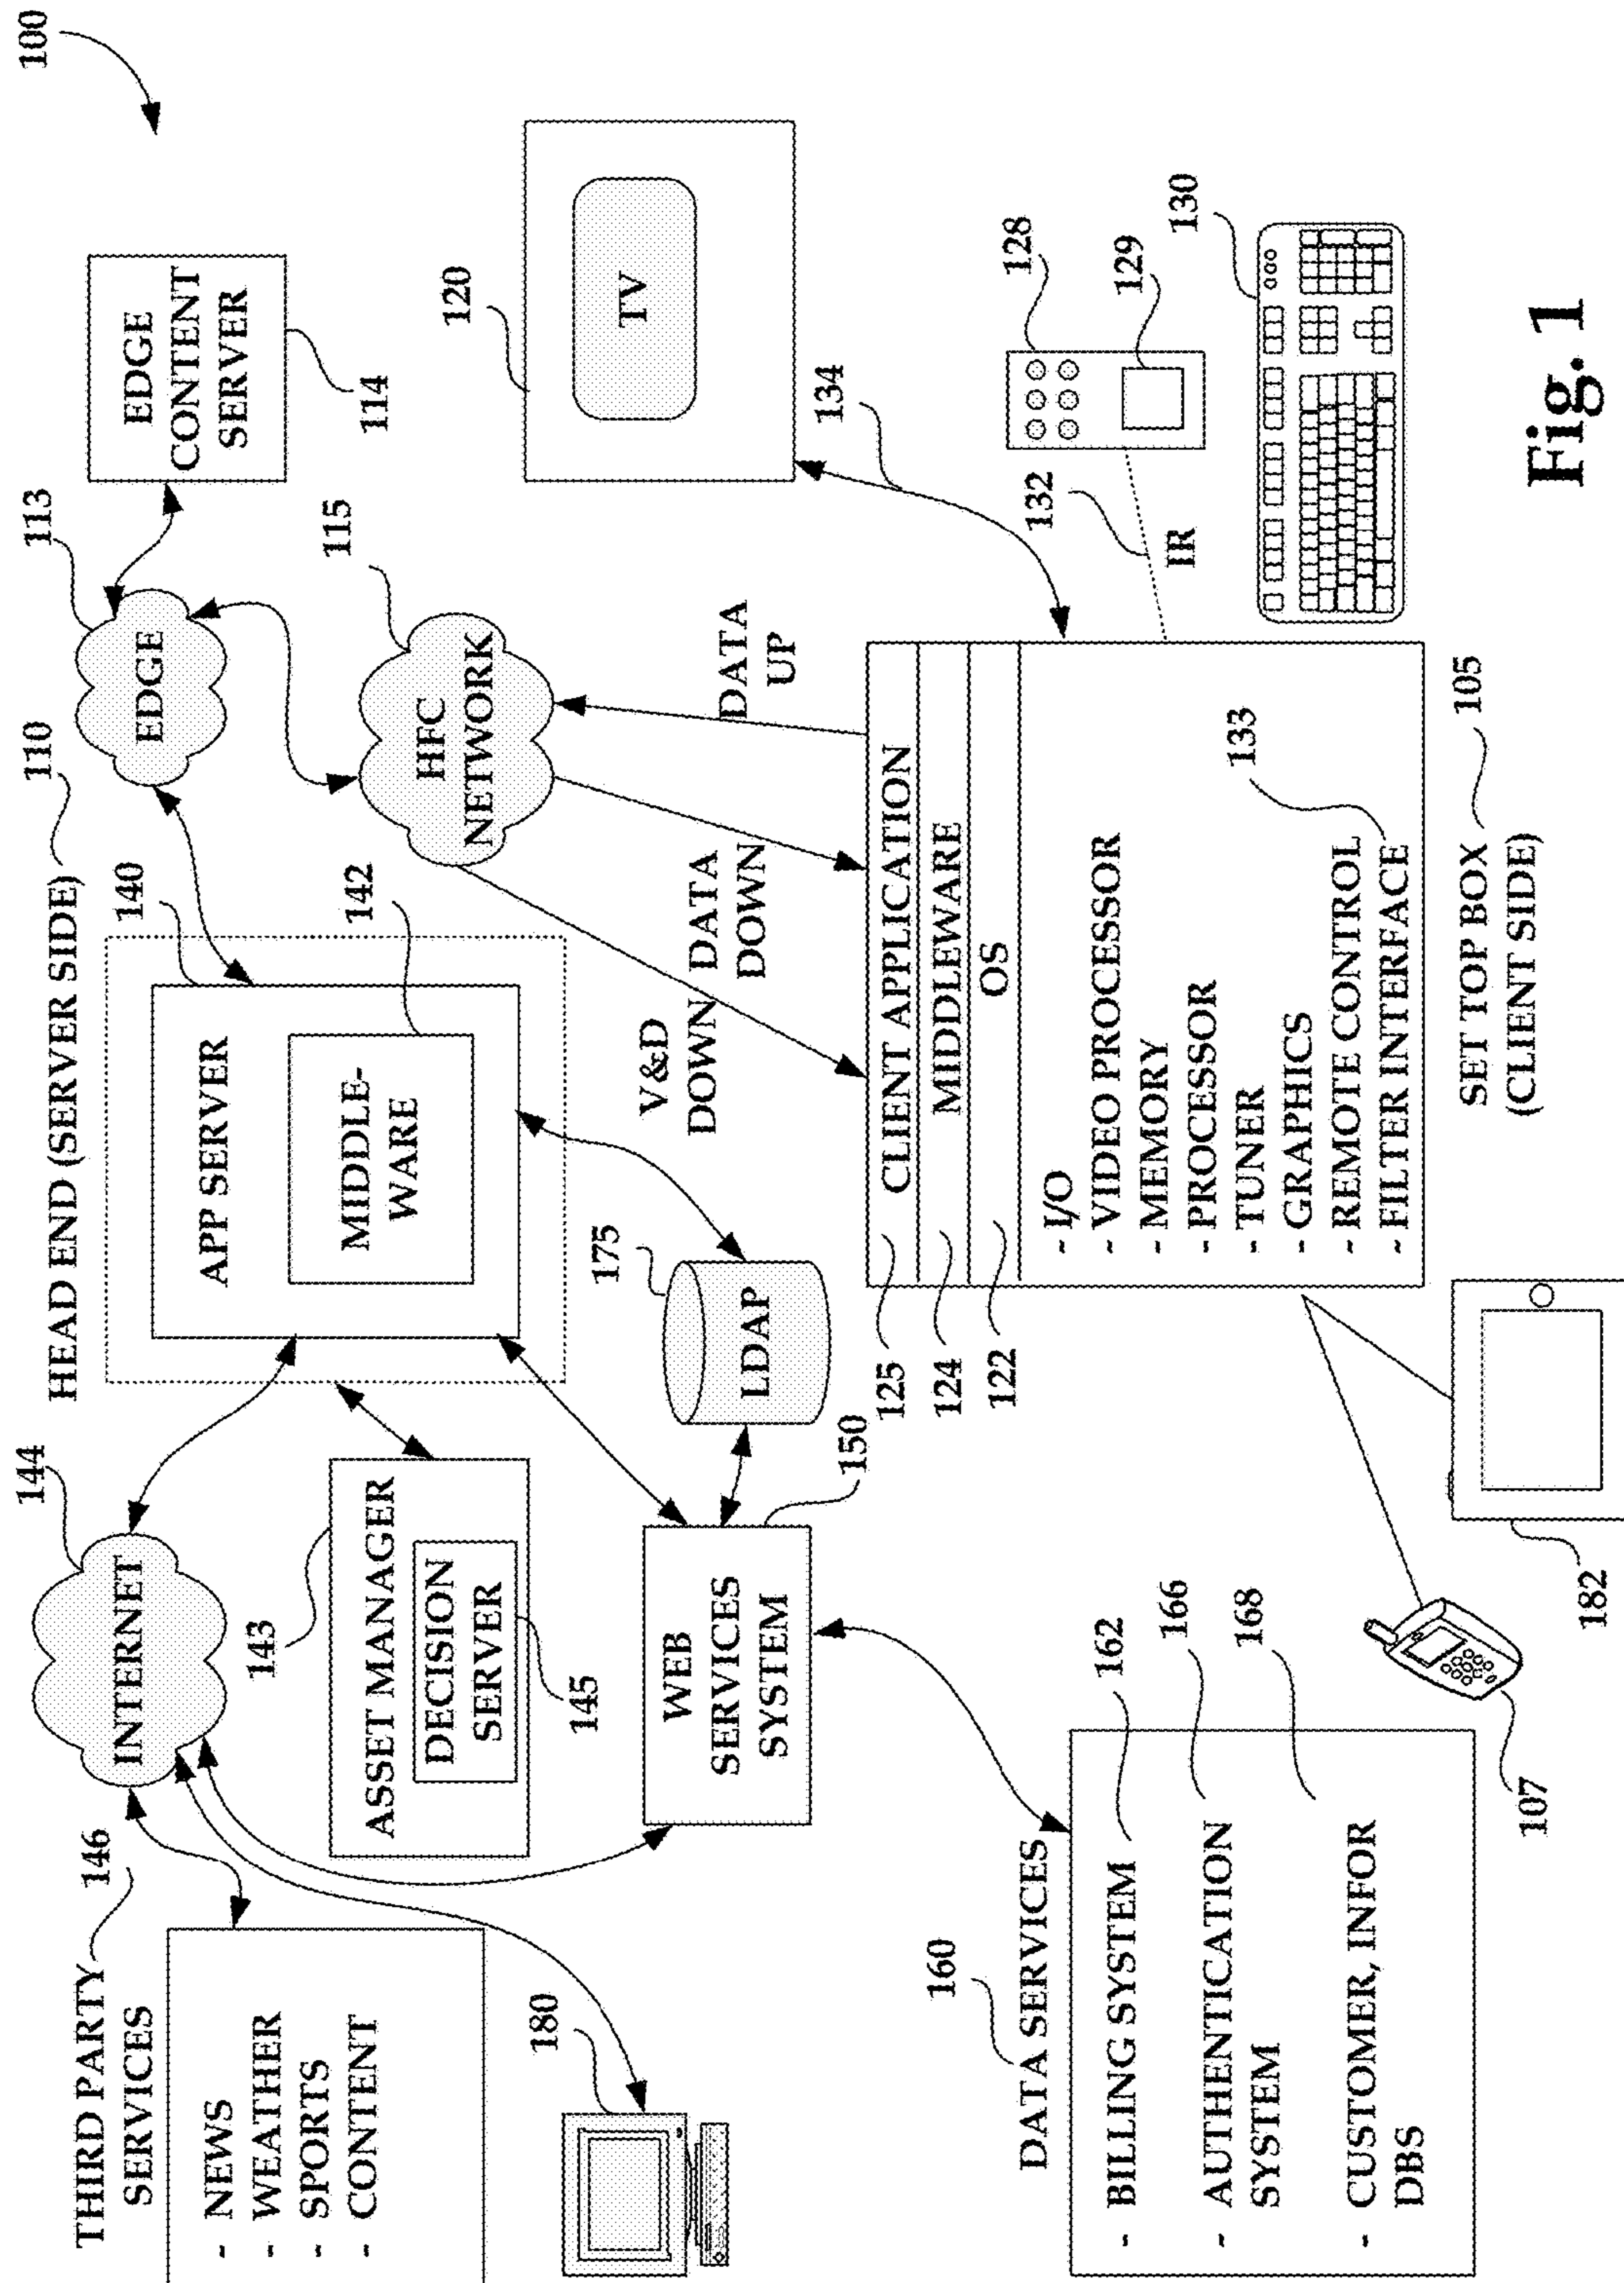 100
THIRD PARTY
SERVICES
146
- NEWS
- WEATHER
- SPORTS
- CONTENT
INTERNET
144
HEAD END (SERVER SIDE)
110
APP SERVER
140
MIDDLE-
WARE
142
EDGE
113
EDGE
CONTENT
SERVER
114
143
ASSET MANAGER
DECISION
SERVER
145
HFC
NETWORK
115
180
WEB
SERVICES
SYSTEM
150
LDAP
175
V&D
DOWN
DATA
DOWN
DATA
UP
TV
120
134
160
DATA SERVICES
- BILLING SYSTEM
162
- AUTHENTICATION
SYSTEM
166
- CUSTOMER, INFOR
DBS
168
125
CLIENT APPLICATION
124
MIDDLEWARE
122
OS
- I/O
- VIDEO PROCESSOR
- MEMORY
- PROCESSOR
- TUNER
- GRAPHICS
- REMOTE CONTROL
- FILTER INTERFACE
133
132
IR
128
129
130
107
182
SET TOP BOX
(CLIENT SIDE)
105
Fig. 1